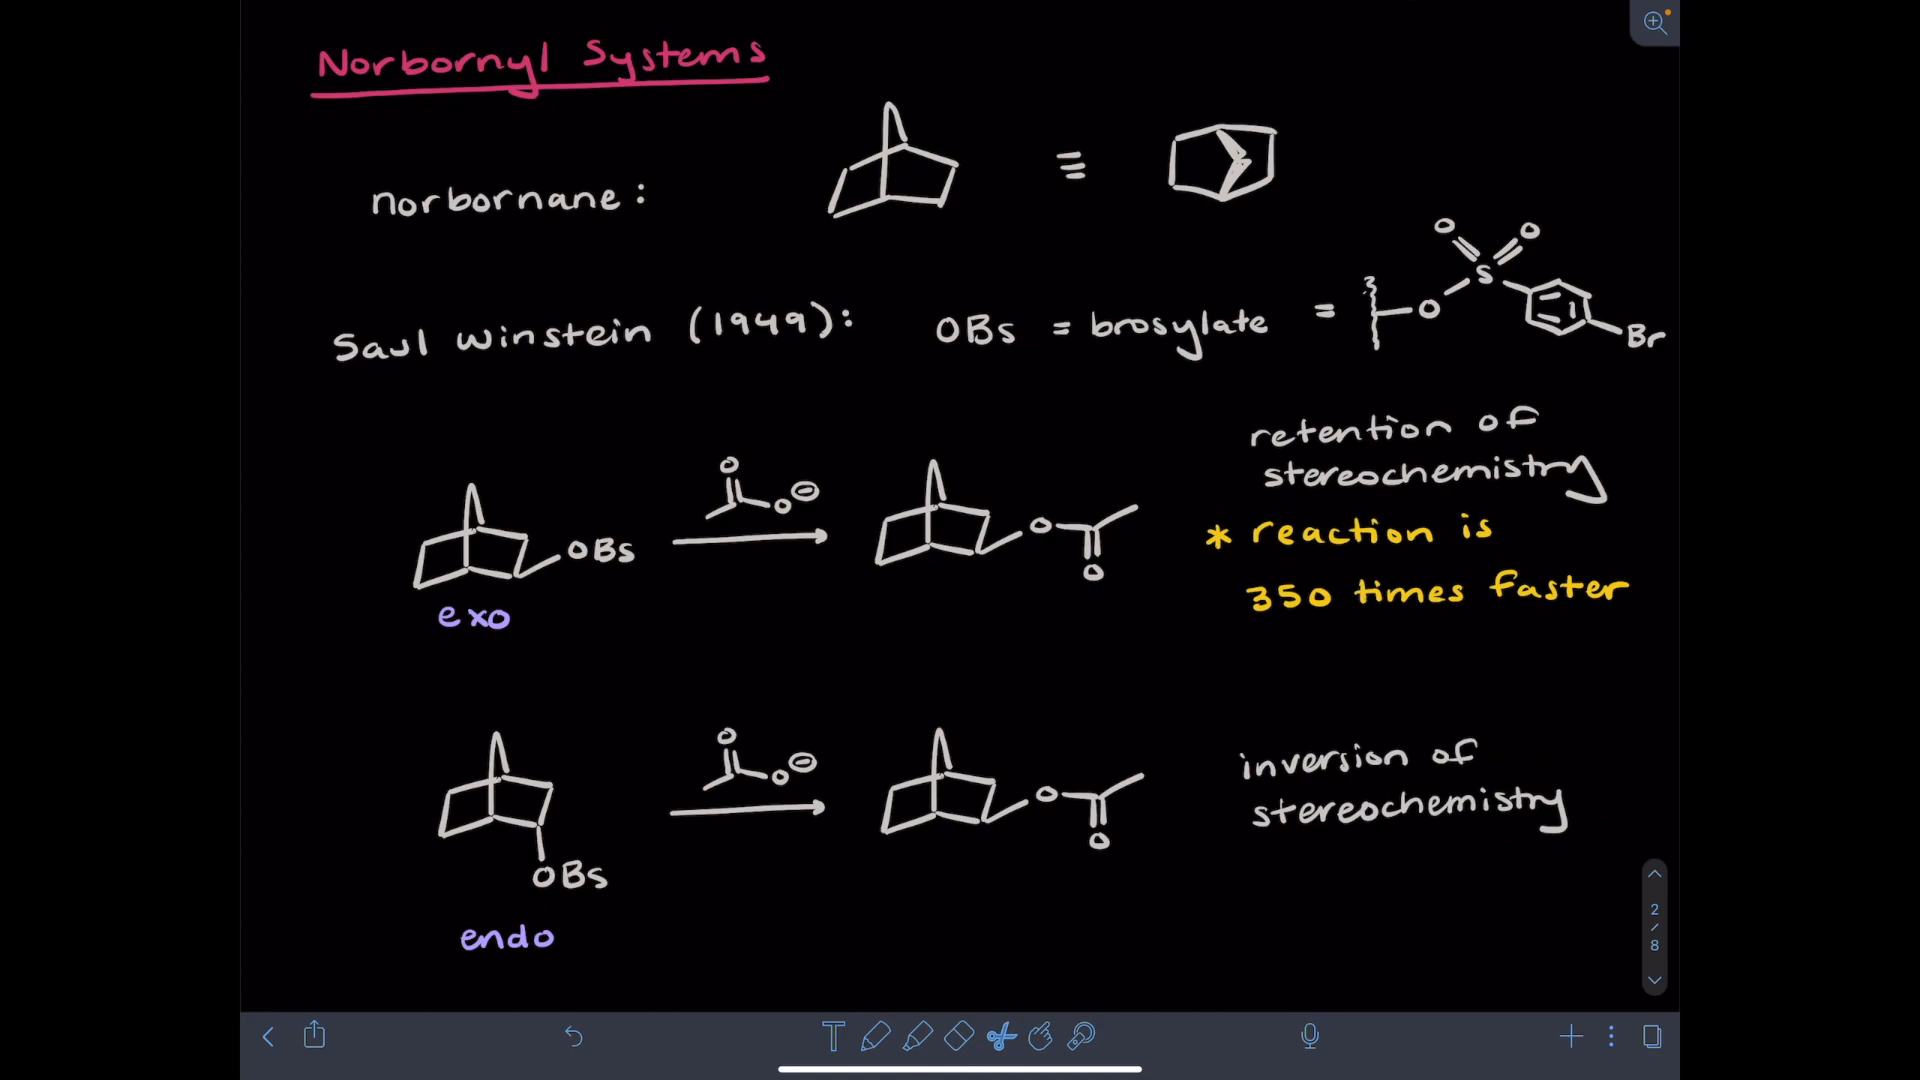 Norbornyl Systems
norbornane:
≡
Saul Winstein (1949): OBs = brosylate =
O O
S
O
Br
retention of
stereochemistry
* reaction is
350 times faster
O
O ⊖
OBs
O
O
exo
inversion of
stereochemistry
O
O ⊖
O
O
OBs
endo
2
/
8
T